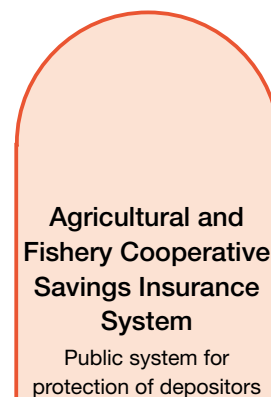 Agricultural and
Fishery Cooperative
Savings Insurance
System
Public system for
protection of depositors